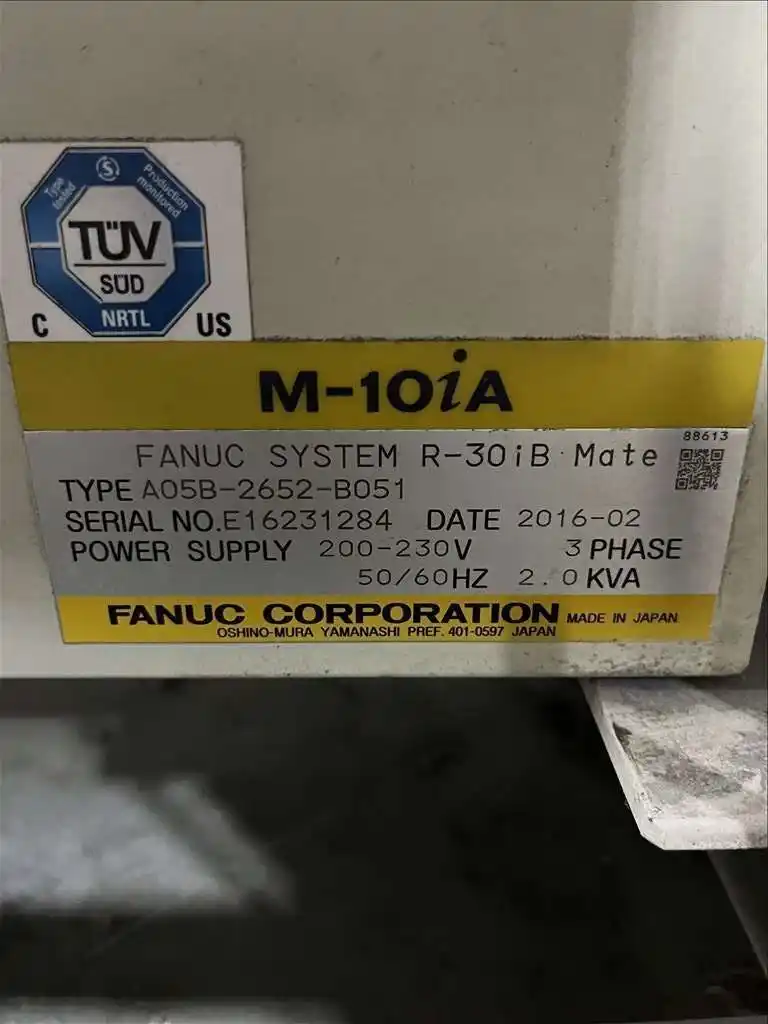 Type tested
S
Production monitored
TÜV
SÜD
NRTL
C US
M-10iA
88613
FANUC SYSTEM R-30iB Mate
TYPE A05B-2652-B051
SERIAL NO.E16231284 DATE 2016-02
POWER SUPPLY 200-230V 3 PHASE
50/60HZ 2.0KVA
FANUC CORPORATION MADE IN JAPAN
OSHINO-MURA YAMANASHI PREF. 401-0597 JAPAN